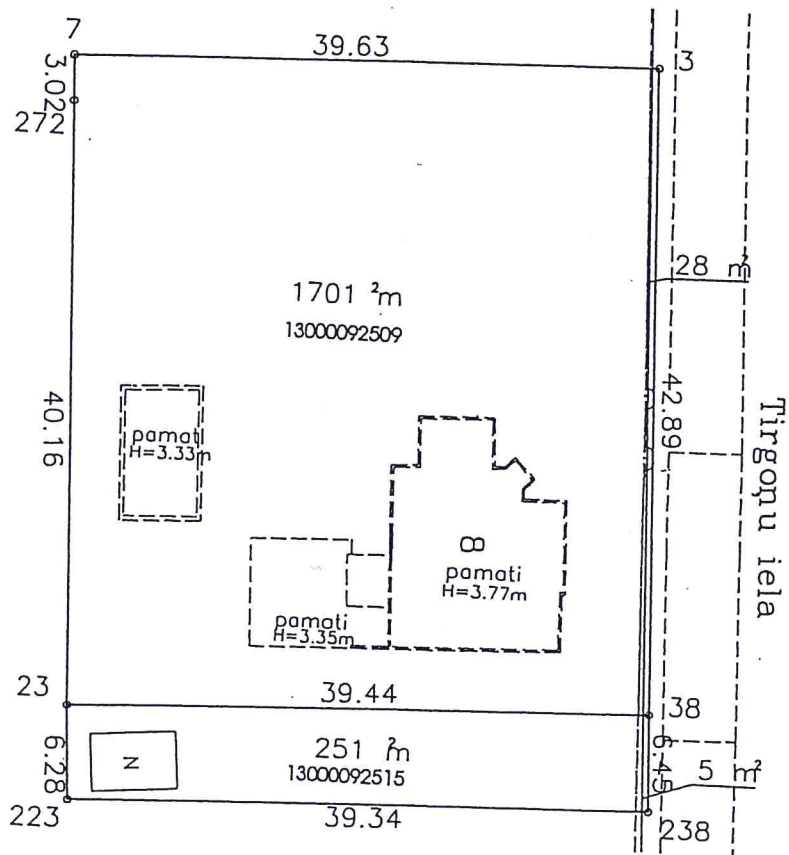 7
39.63
3
3.02
272
28 m²
1701 ²m
13000092509
40.16
42.89
Tirgoņu iela
pamati
H=3.33m
8
pamati
H=3.77m
pamati
H=3.35m
23
39.44
38
6.28
N
251 ²m
13000092515
6.45
5 m²
223
39.34
238